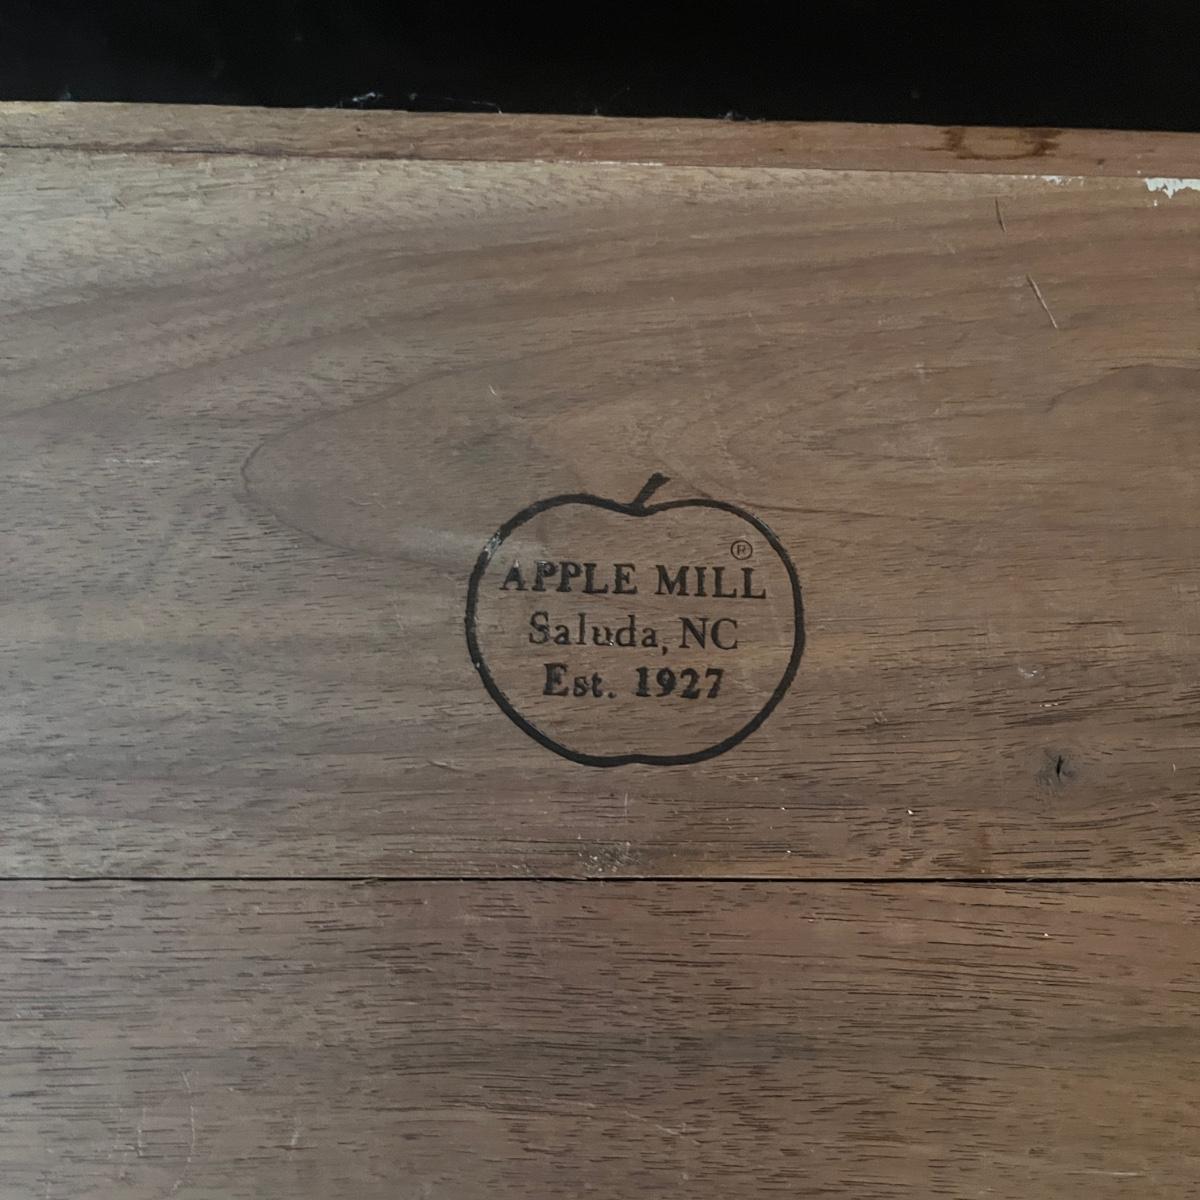 APPLE MILL®
Saluda, NC
Est. 1927